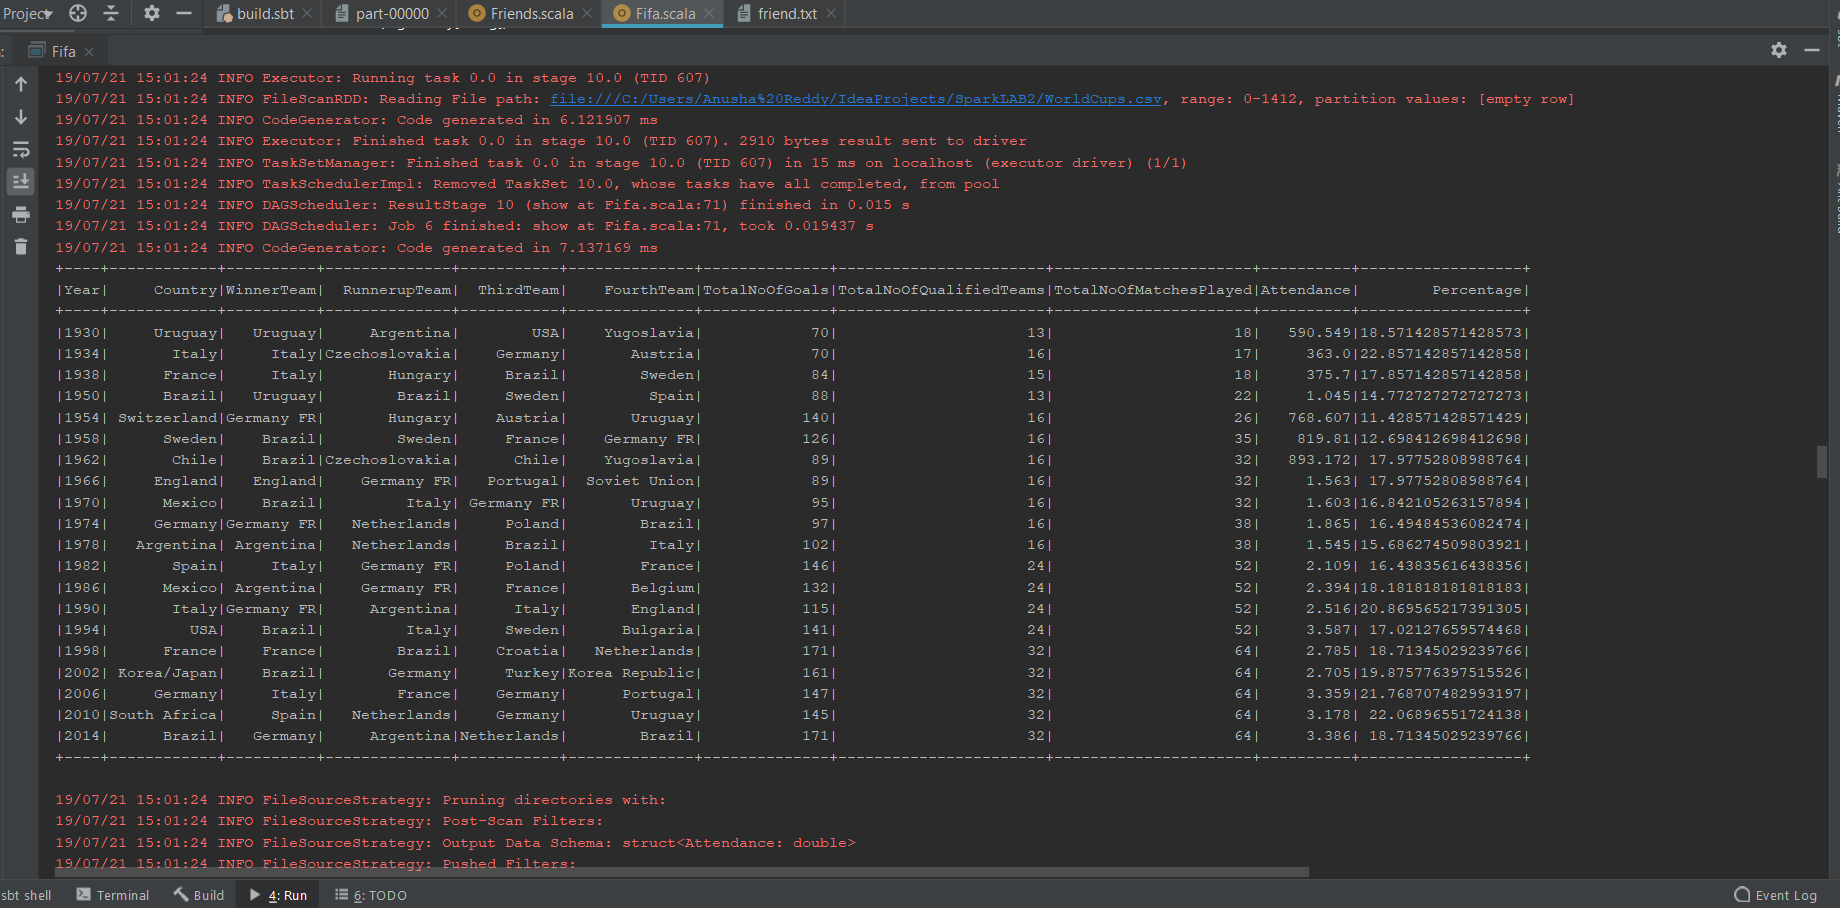 Project
build.sbt
part-00000
Friends.scala
Fifa.scala
friend.txt
Fifa
19/07/21 15:01:24 INFO Executor: Running task 0.0 in stage 10.0 (TID 607)
19/07/21 15:01:24 INFO FileScanRDD: Reading File path: file:///C:/Users/Anusha%20Reddy/IdeaProjects/SparkLAB2/WorldCups.csv, range: 0-1412, partition values: [empty row]
19/07/21 15:01:24 INFO CodeGenerator: Code generated in 6.121907 ms
19/07/21 15:01:24 INFO Executor: Finished task 0.0 in stage 10.0 (TID 607). 2910 bytes result sent to driver
19/07/21 15:01:24 INFO TaskSetManager: Finished task 0.0 in stage 10.0 (TID 607) in 15 ms on localhost (executor driver) (1/1)
19/07/21 15:01:24 INFO TaskSchedulerImpl: Removed TaskSet 10.0, whose tasks have all completed, from pool
19/07/21 15:01:24 INFO DAGScheduler: ResultStage 10 (show at Fifa.scala:71) finished in 0.015 s
19/07/21 15:01:24 INFO DAGScheduler: Job 6 finished: show at Fifa.scala:71, took 0.019437 s
19/07/21 15:01:24 INFO CodeGenerator: Code generated in 7.137169 ms
+----+------------+----------+--------------+-----------+--------------+--------------+-----------------------+----------------------+----------+------------------+
|Year|     Country|WinnerTeam|  RunnerupTeam|  ThirdTeam|    FourthTeam|TotalNoOfGoals|TotalNoOfQualifiedTeams|TotalNoOfMatchesPlayed|Attendance|        Percentage|
+----+------------+----------+--------------+-----------+--------------+--------------+-----------------------+----------------------+----------+------------------+
|1930|     Uruguay|   Uruguay|     Argentina|        USA|    Yugoslavia|            70|                     13|                    18|   590.549|18.571428571428573|
|1934|       Italy|     Italy|Czechoslovakia|    Germany|       Austria|            70|                     16|                    17|     363.0|22.857142857142858|
|1938|      France|     Italy|       Hungary|     Brazil|        Sweden|            84|                     15|                    18|     375.7|17.857142857142858|
|1950|      Brazil|   Uruguay|        Brazil|     Sweden|         Spain|            88|                     13|                    22|     1.045|14.772727272727273|
|1954| Switzerland|Germany FR|       Hungary|    Austria|       Uruguay|           140|                     16|                    26|   768.607|11.428571428571429|
|1958|      Sweden|    Brazil|        Sweden|     France|    Germany FR|           126|                     16|                    35|    819.81|12.698412698412698|
|1962|       Chile|    Brazil|Czechoslovakia|      Chile|    Yugoslavia|            89|                     16|                    32|   893.172| 17.97752808988764|
|1966|     England|   England|    Germany FR|   Portugal|  Soviet Union|            89|                     16|                    32|     1.563| 17.97752808988764|
|1970|      Mexico|    Brazil|         Italy| Germany FR|       Uruguay|            95|                     16|                    32|     1.603|16.842105263157894|
|1974|     Germany|Germany FR|   Netherlands|     Poland|        Brazil|            97|                     16|                    38|     1.865| 16.49484536082474|
|1978|   Argentina| Argentina|   Netherlands|     Brazil|         Italy|           102|                     16|                    38|     1.545|15.686274509803921|
|1982|       Spain|     Italy|    Germany FR|     Poland|        France|           146|                     24|                    52|     2.109| 16.43835616438356|
|1986|      Mexico| Argentina|    Germany FR|     France|       Belgium|           132|                     24|                    52|     2.394|18.181818181818183|
|1990|       Italy|Germany FR|     Argentina|      Italy|       England|           115|                     24|                    52|     2.516|20.869565217391305|
|1994|         USA|    Brazil|         Italy|     Sweden|      Bulgaria|           141|                     24|                    52|     3.587| 17.02127659574468|
|1998|      France|    France|        Brazil|    Croatia|   Netherlands|           171|                     32|                    64|     2.785| 18.71345029239766|
|2002| Korea/Japan|    Brazil|       Germany|     Turkey|Korea Republic|           161|                     32|                    64|     2.705|19.875776397515526|
|2006|     Germany|     Italy|        France|    Germany|      Portugal|           147|                     32|                    64|     3.359|21.768707482993197|
|2010|South Africa|     Spain|   Netherlands|    Germany|       Uruguay|           145|                     32|                    64|     3.178| 22.06896551724138|
|2014|      Brazil|   Germany|     Argentina|Netherlands|        Brazil|           171|                     32|                    64|     3.386| 18.71345029239766|
+----+------------+----------+--------------+-----------+--------------+--------------+-----------------------+----------------------+----------+------------------+
19/07/21 15:01:24 INFO FileSourceStrategy: Pruning directories with:
19/07/21 15:01:24 INFO FileSourceStrategy: Post-Scan Filters:
19/07/21 15:01:24 INFO FileSourceStrategy: Output Data Schema: struct<Attendance: double>
19/07/21 15:01:24 INFO FileSourceStrategy: Pushed Filters:
sbt shell
Terminal
Build
4: Run
6: TODO
Event Log